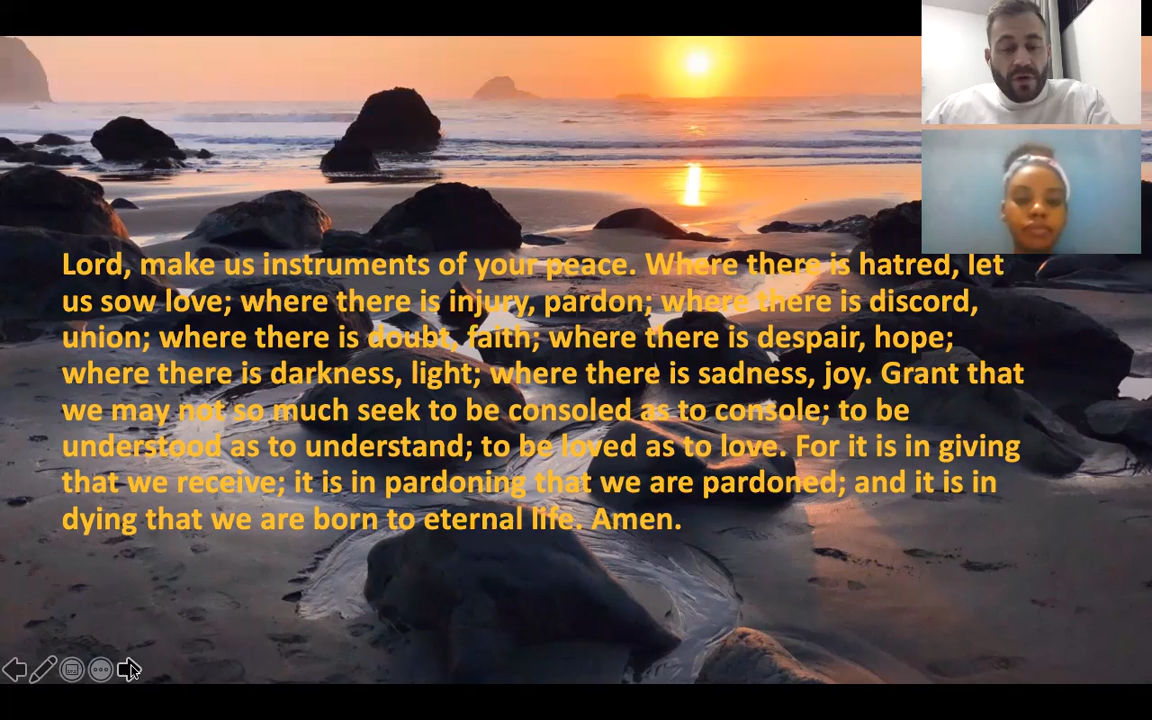 Lord, make us instruments of your peace. Where there is hatred, let
us sow love; where there is injury, pardon; where there is discord,
union; where there is doubt, faith; where there is despair, hope;
where there is darkness, light; where there is sadness, joy. Grant that
we may not so much seek to be consoled as to console; to be
understood as to understand; to be loved as to love. For it is in giving
that we receive; it is in pardoning that we are pardoned; and it is in
dying that we are born to eternal life. Amen.